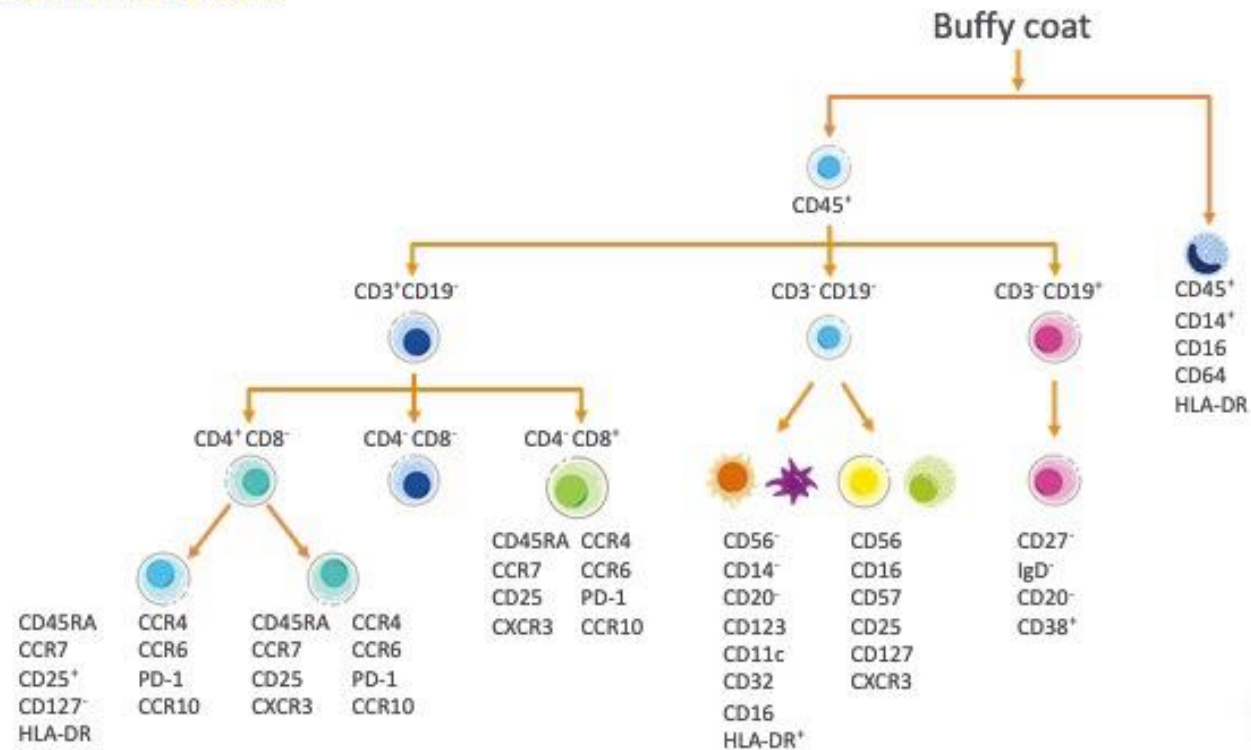 Buffy coat
CD45⁺
CD3⁺CD19⁻
CD3⁻CD19⁻
CD3⁻CD19⁺
CD45⁺
CD14⁺
CD16
CD64
HLA-DR
CD4⁺CD8⁻
CD4⁻CD8⁻
CD4⁻CD8⁺
CD45RA CCR4
CCR7 CCR6
CD25 PD-1
CXCR3 CCR10
CD56⁻
CD14⁻
CD20⁻
CD123
CD11c
CD32
CD16
HLA-DR⁺
CD56
CD16
CD57
CD25
CD127
CXCR3
CD27⁻
IgD⁻
CD20⁻
CD38⁺
CD45RA CCR4
CCR7 CCR6
CD25⁺ PD-1
CD127⁻ CCR10
HLA-DR
CD45RA CCR4
CCR7 CCR6
CD25 PD-1
CXCR3 CCR10